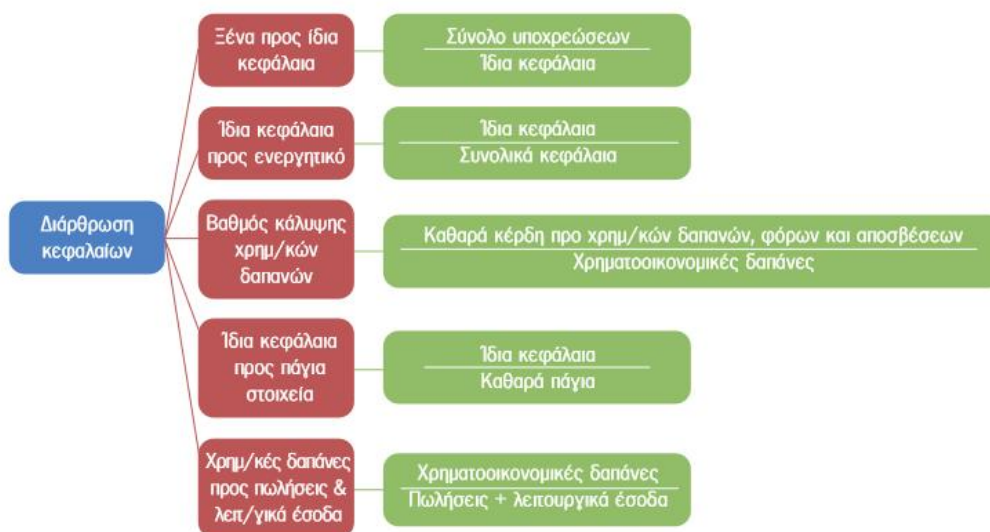 Ξένα προς ίδια
κεφάλαια
Σύνολο υποχρεώσεων
Ίδια κεφάλαια
Ίδια κεφάλαια
προς ενεργητικό
Ίδια κεφάλαια
Συνολικά κεφάλαια
Διάρθρωση
κεφαλαίων
Βαθμός κάλυψης
χρημ/κών
δαπανών
Καθαρά κέρδη προ χρημ/κών δαπανών, φόρων και αποσβέσεων
Χρηματοοικονομικές δαπάνες
Ίδια κεφάλαια
προς πάγια
στοιχεία
Ίδια κεφάλαια
Καθαρά πάγια
Χρημ/κές δαπάνες
προς πωλήσεις &
λειτ/γικά έσοδα
Χρηματοοικονομικές δαπάνες
Πωλήσεις + λειτουργικά έσοδα